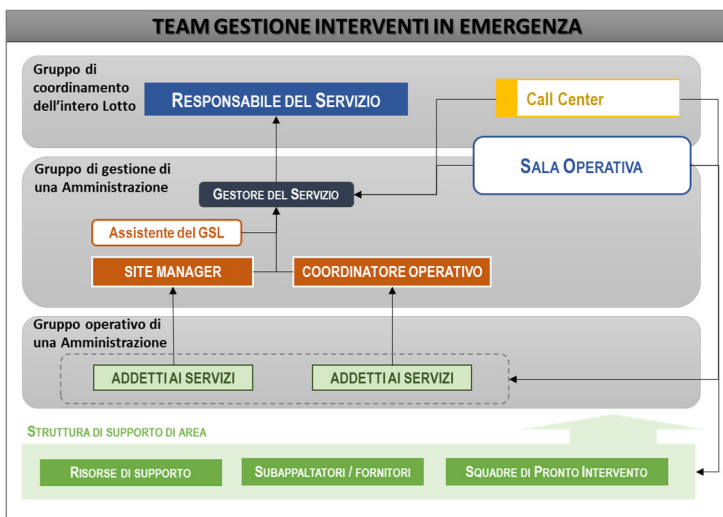 TEAM GESTIONE INTERVENTI IN EMERGENZA
Gruppo di
coordinamento
dell'intero Lotto
RESPONSABILE DEL SERVIZIO
Call Center
Gruppo di gestione di
una Amministrazione
SALA OPERATIVA
GESTORE DEL SERVIZIO
Assistente del GSL
SITE MANAGER
COORDINATORE OPERATIVO
Gruppo operativo di
una Amministrazione
ADDETTI AI SERVIZI
ADDETTI AI SERVIZI
STRUTTURA DI SUPPORTO DI AREA
RISORSE DI SUPPORTO
SUBAPPALTATORI / FORNITORI
SQUADRE DI PRONTO INTERVENTO